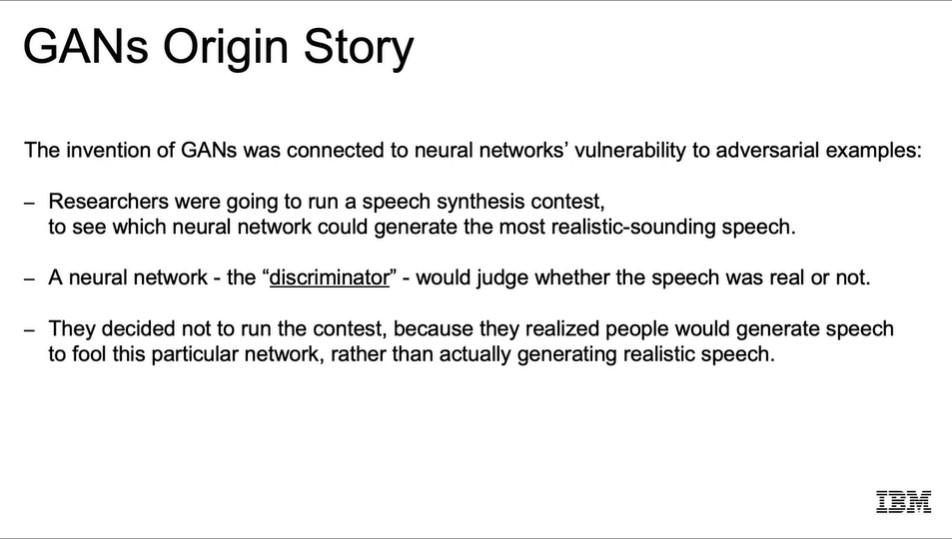 GANs Origin Story
The invention of GANs was connected to neural networks’ vulnerability to adversarial examples:
– Researchers were going to run a speech synthesis contest,
to see which neural network could generate the most realistic-sounding speech.
– A neural network - the “discriminator” - would judge whether the speech was real or not.
– They decided not to run the contest, because they realized people would generate speech
to fool this particular network, rather than actually generating realistic speech.
IBM